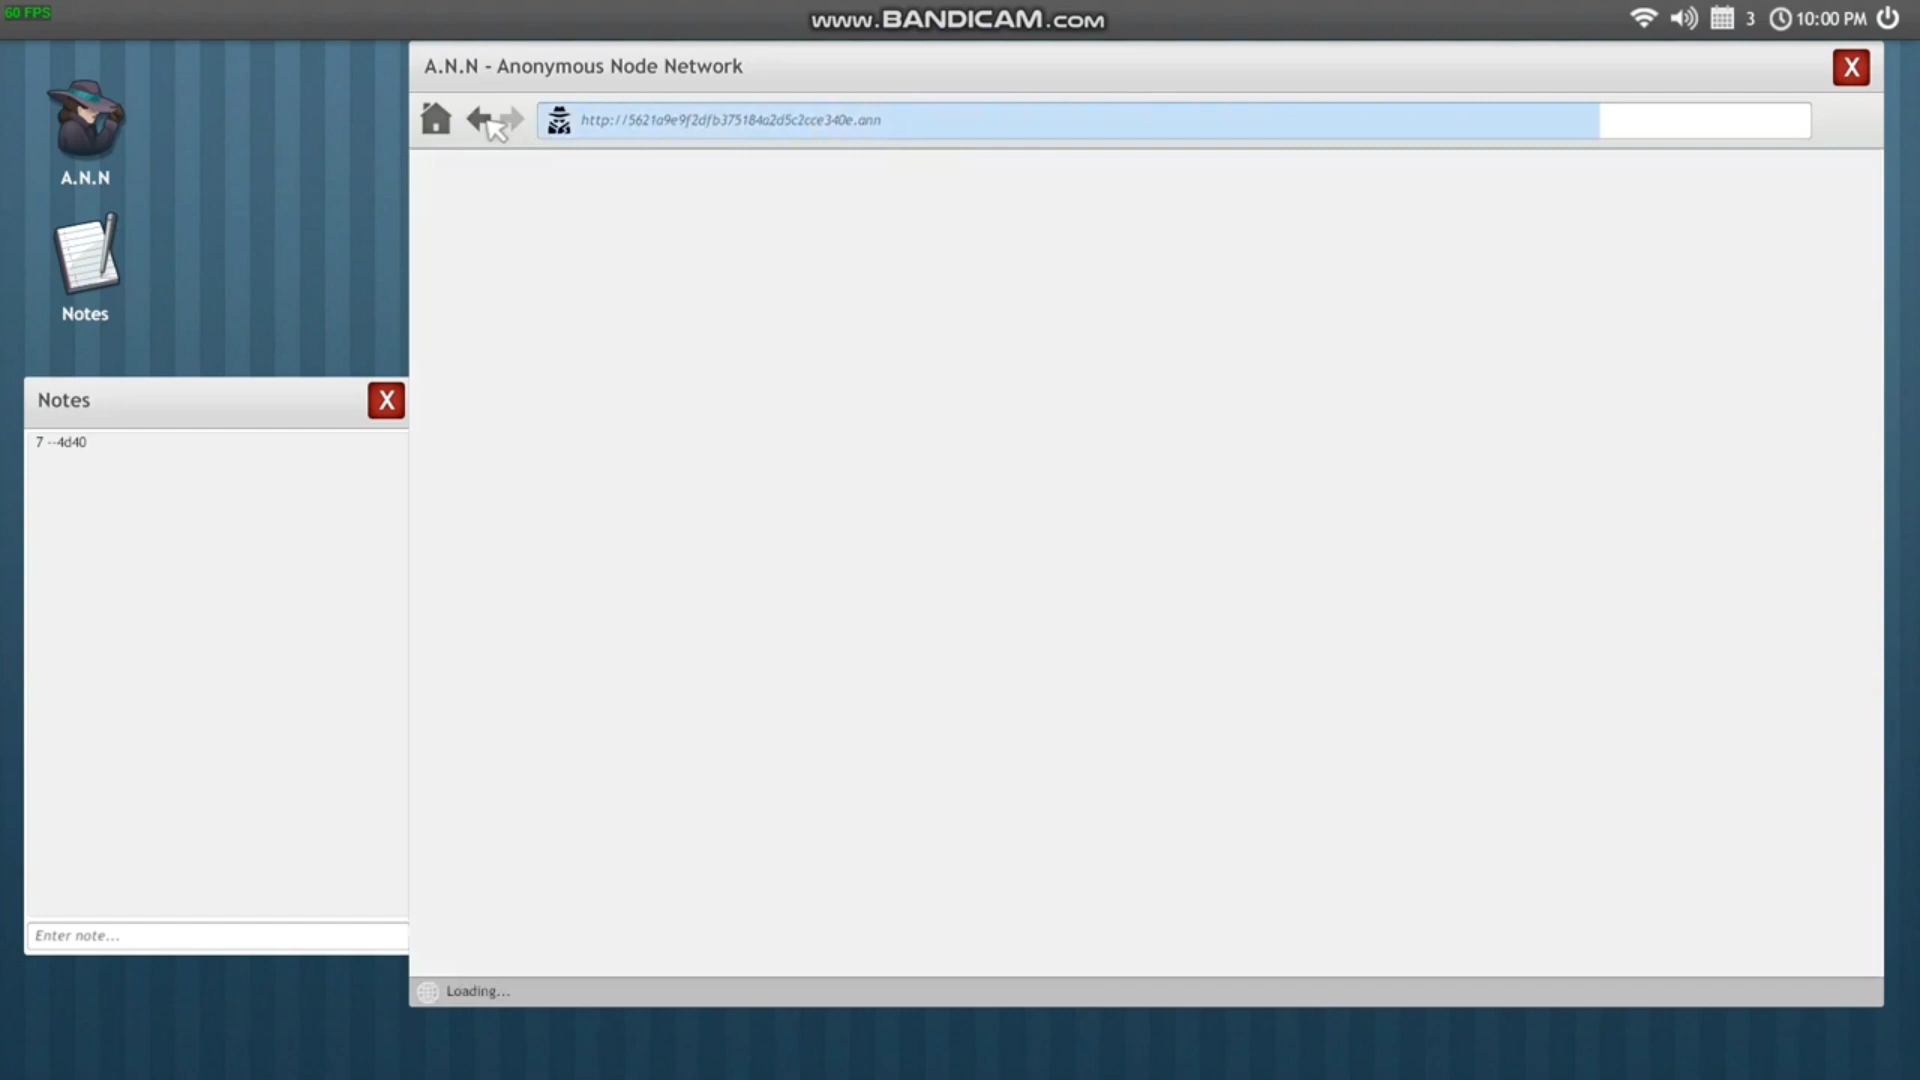 60 FPS
www.BANDICAM.com
3
10:00 PM
A.N.N - Anonymous Node Network
X
http://5621a9e9f2dfb375184a2d5c2cce340e.ann
A.N.N
Notes
Notes
X
7 --4d40
Enter note...
Loading...